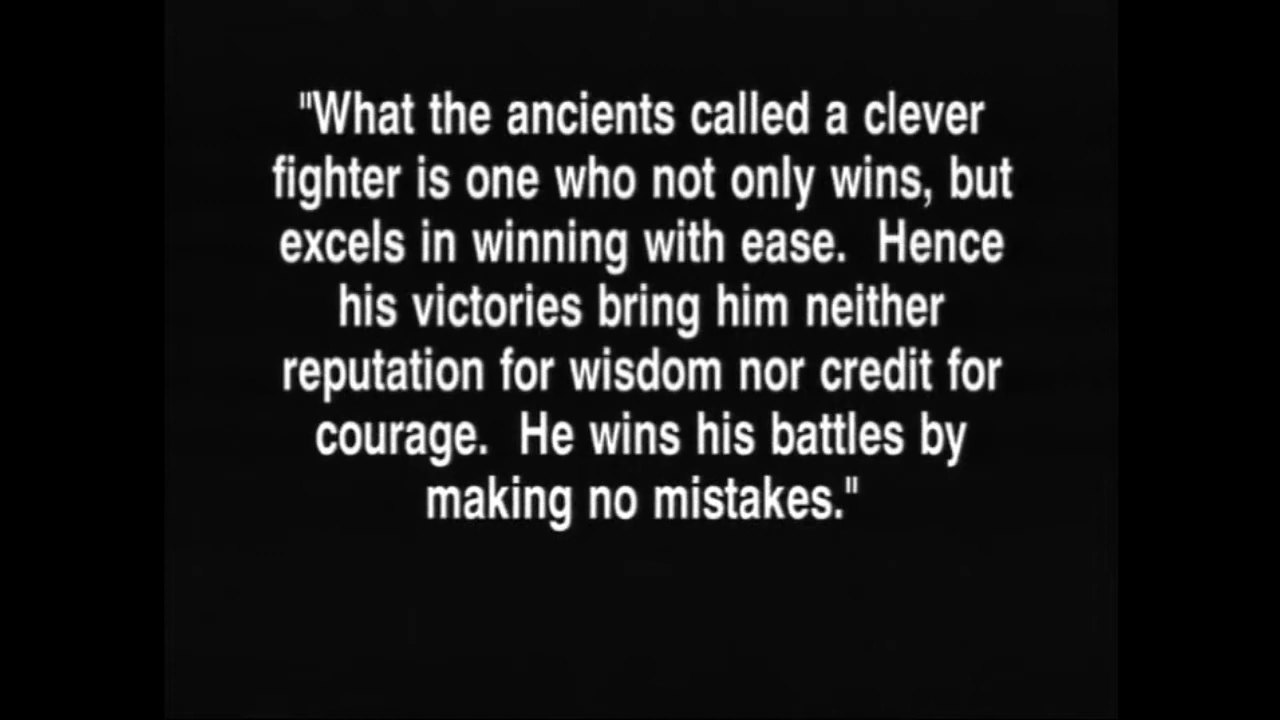 "What the ancients called a clever
fighter is one who not only wins, but
excels in winning with ease.  Hence
his victories bring him neither
reputation for wisdom nor credit for
courage.  He wins his battles by
making no mistakes."